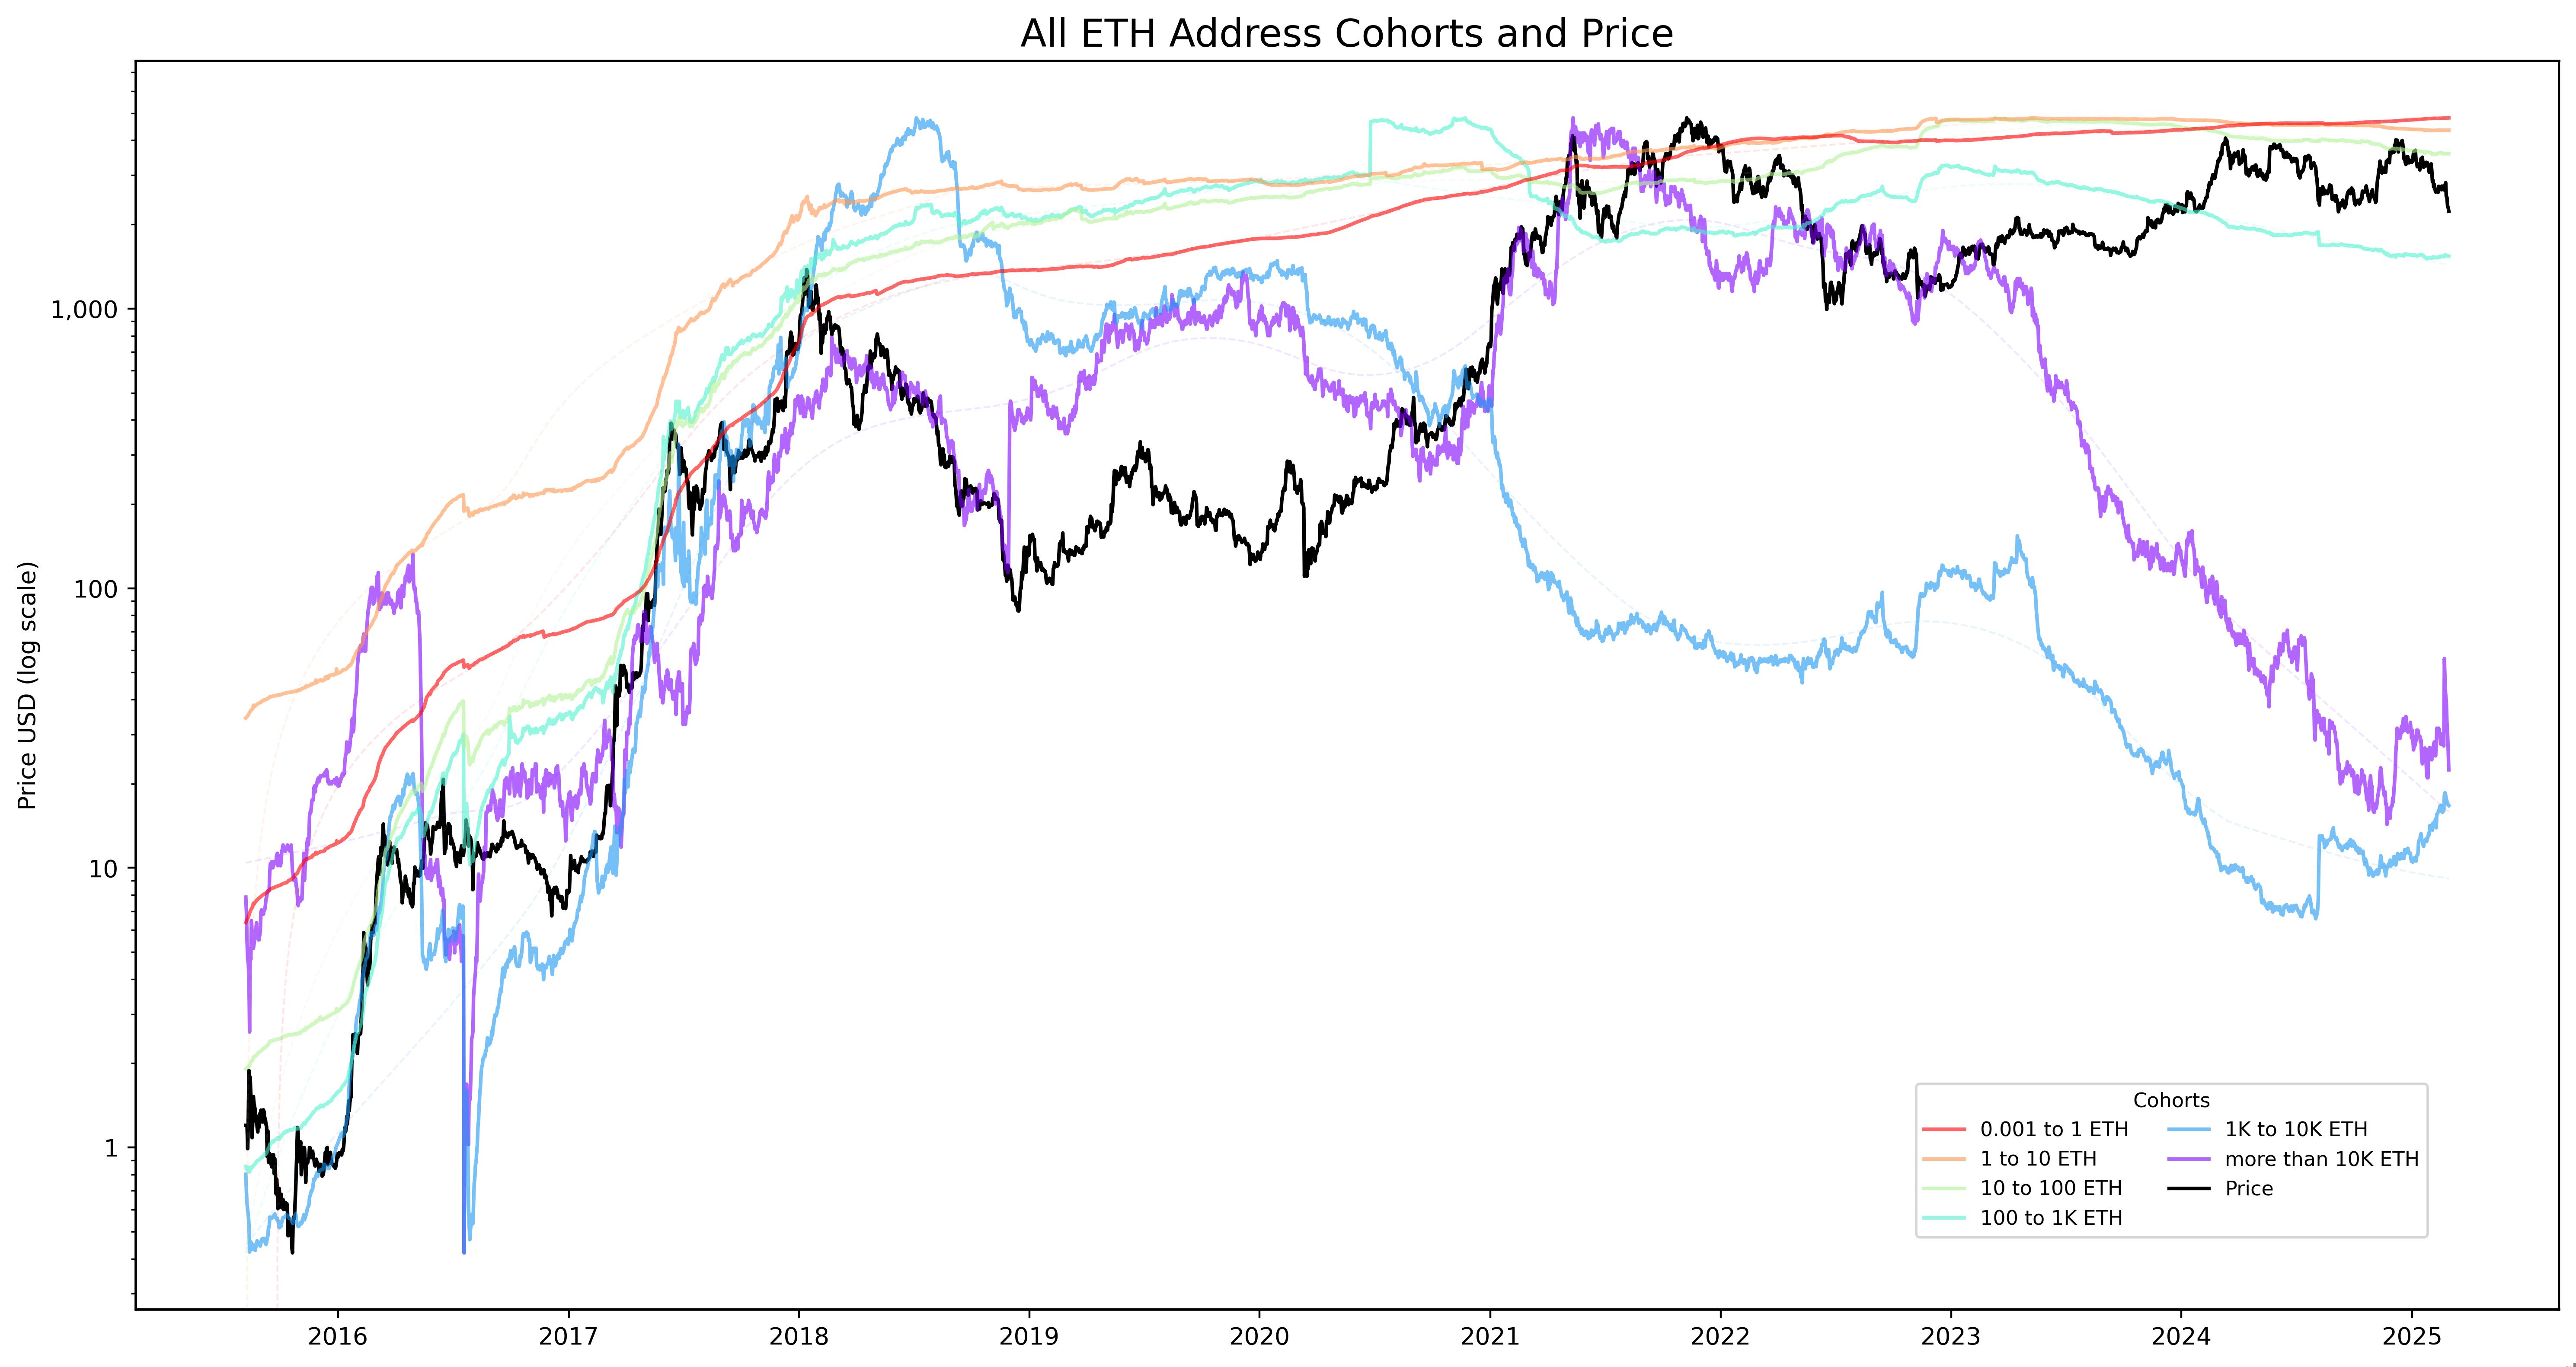 All ETH Address Cohorts and Price
Price USD (log scale)
1,000
100
10
1
2016
2017
2018
2019
2020
2021
2022
2023
2024
2025
Cohorts
0.001 to 1 ETH
1 to 10 ETH
10 to 100 ETH
100 to 1K ETH
1K to 10K ETH
more than 10K ETH
Price